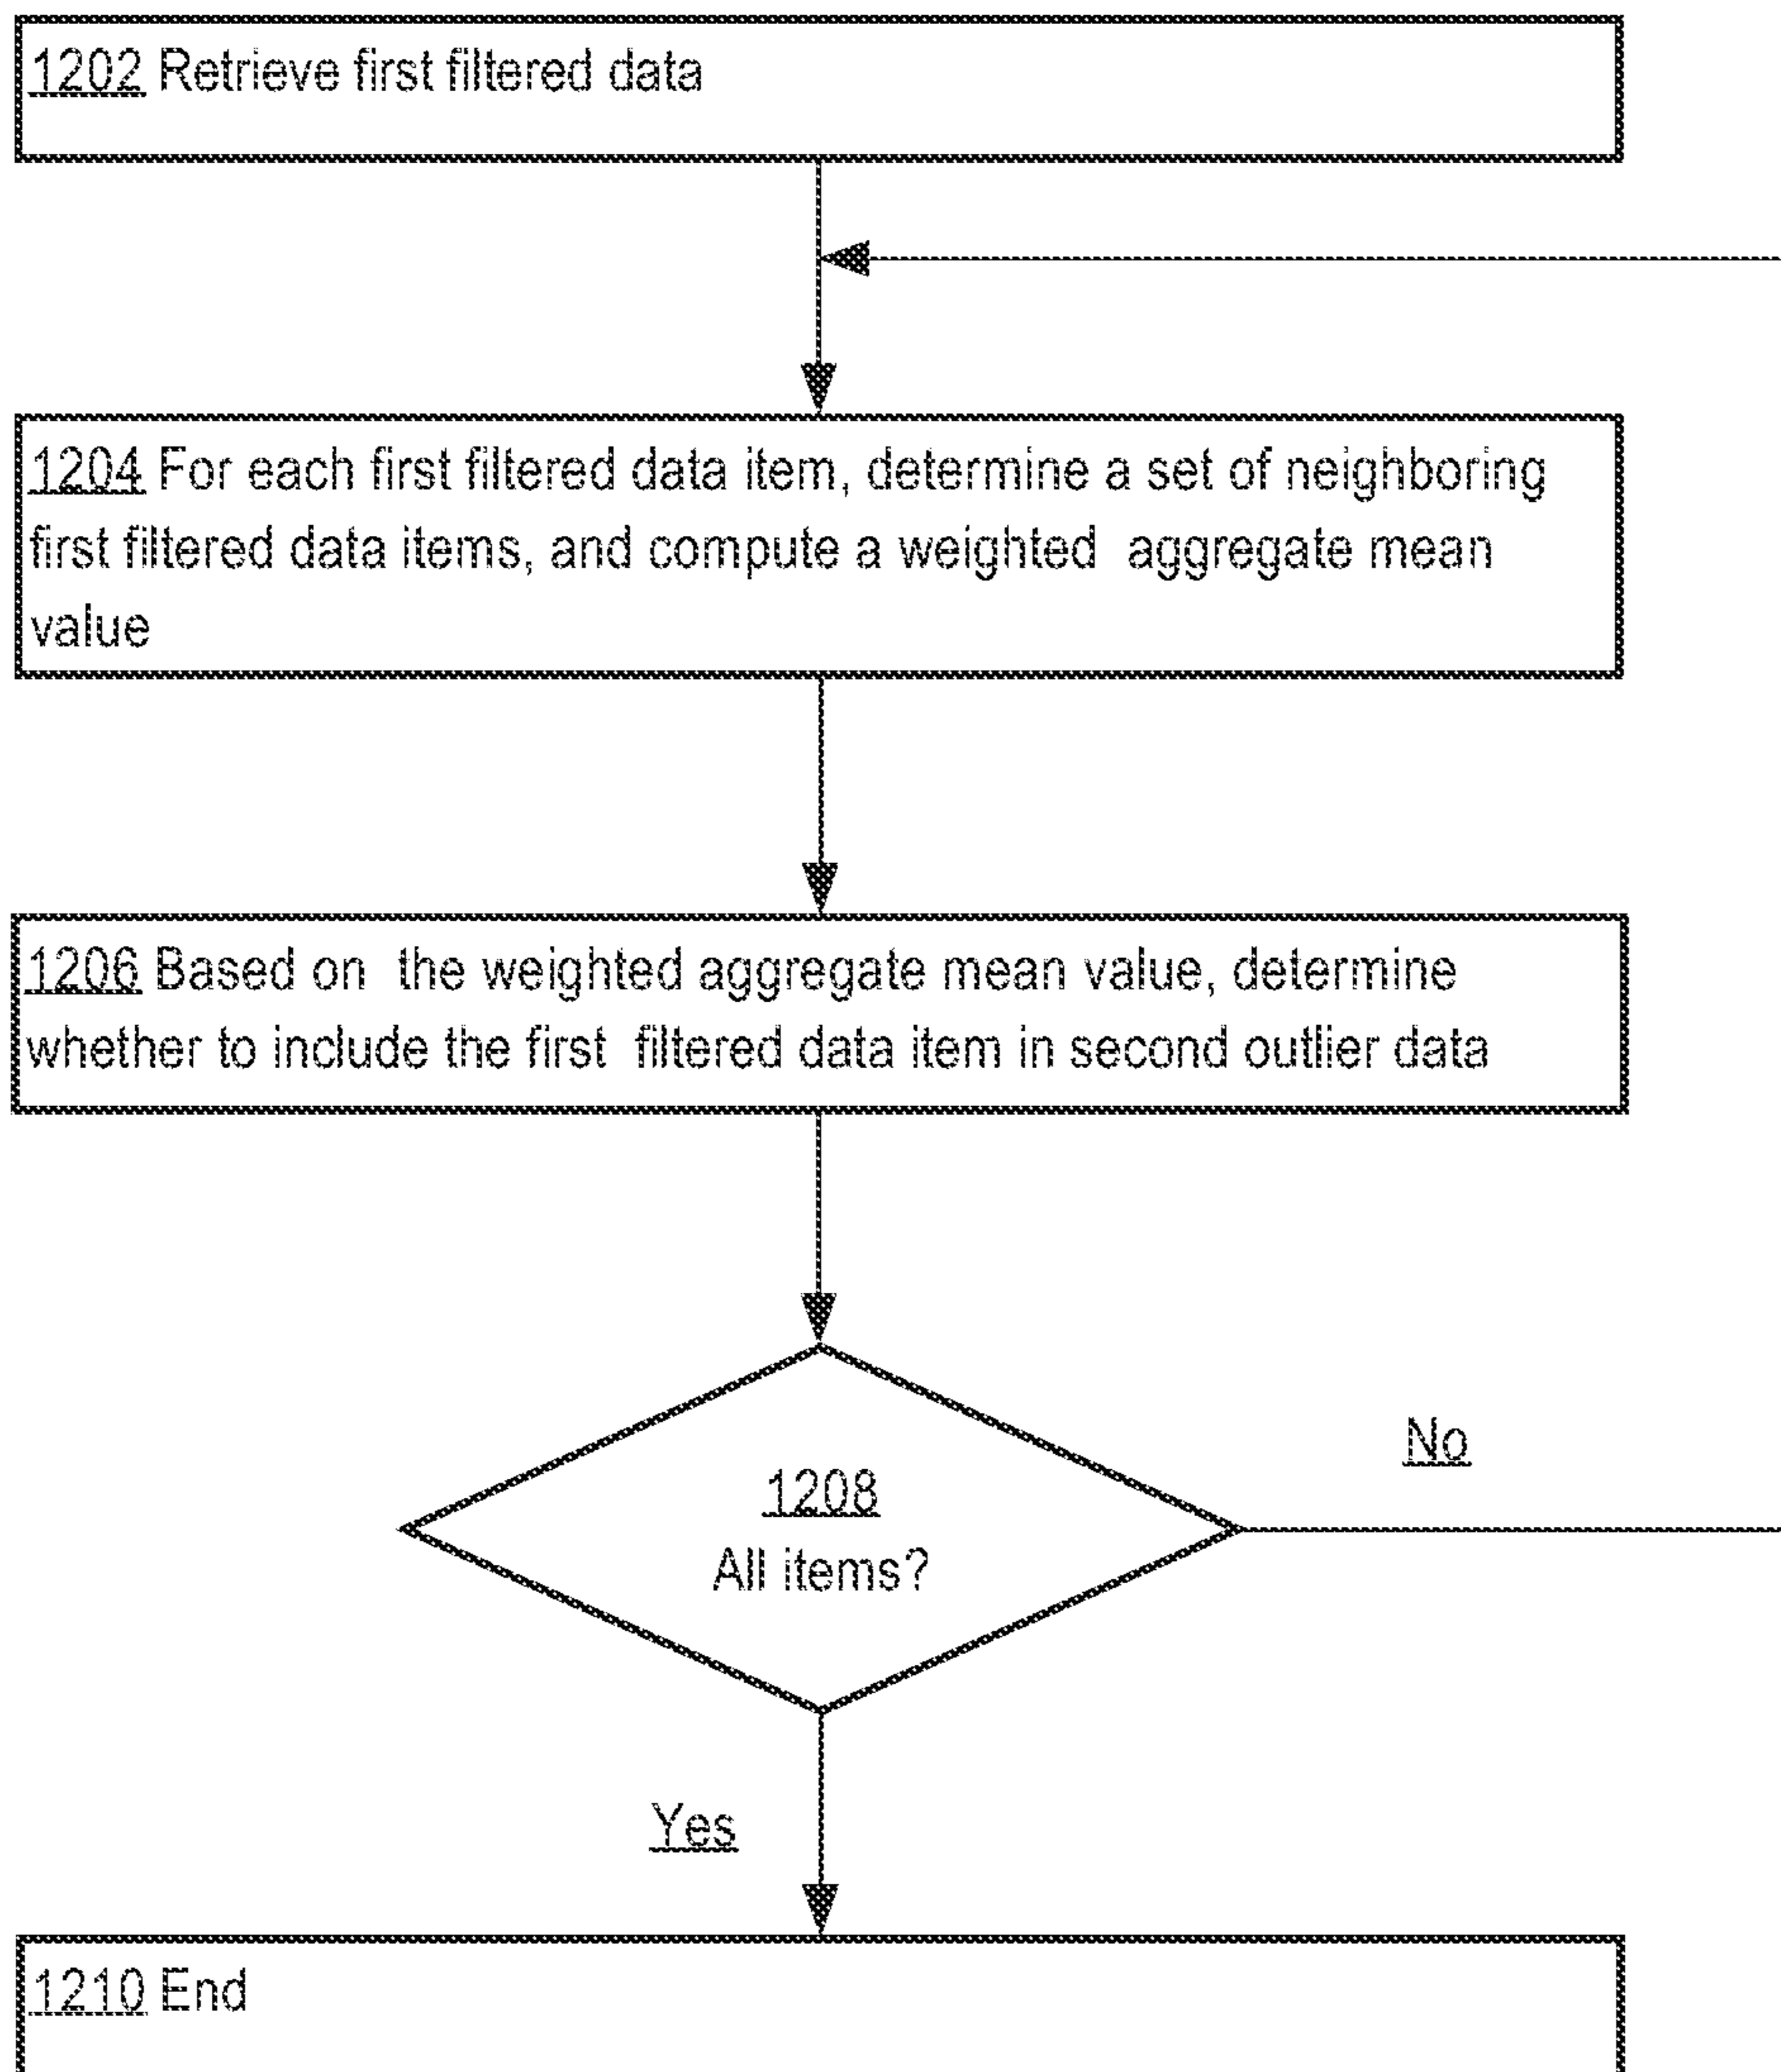 1202 Retrieve first filtered data
1204 For each first filtered data item, determine a set of neighboring
first filtered data items, and compute a weighted aggregate mean
value
1206 Based on the weighted aggregate mean value, determine
whether to include the first filtered data item in second outlier data
No
1208
All items?
Yes
1210 End